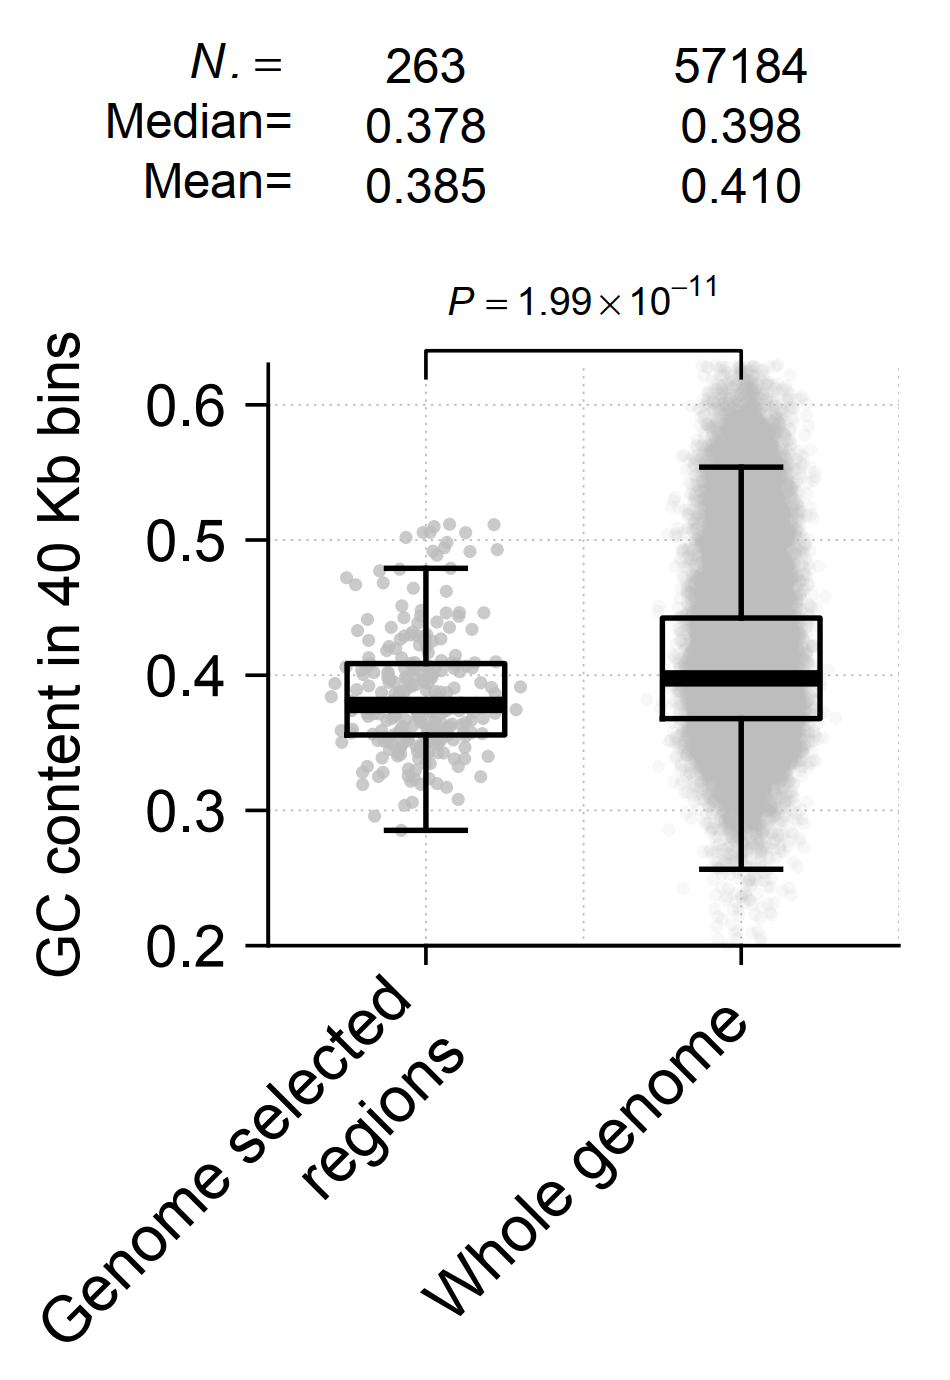 N. = 263 57184
Median= 0.378 0.398
Mean= 0.385 0.410
P = 1.99×10⁻¹¹
GC content in 40 Kb bins
0.6
0.5
0.4
0.3
0.2
Genome selected
regions
Whole genome